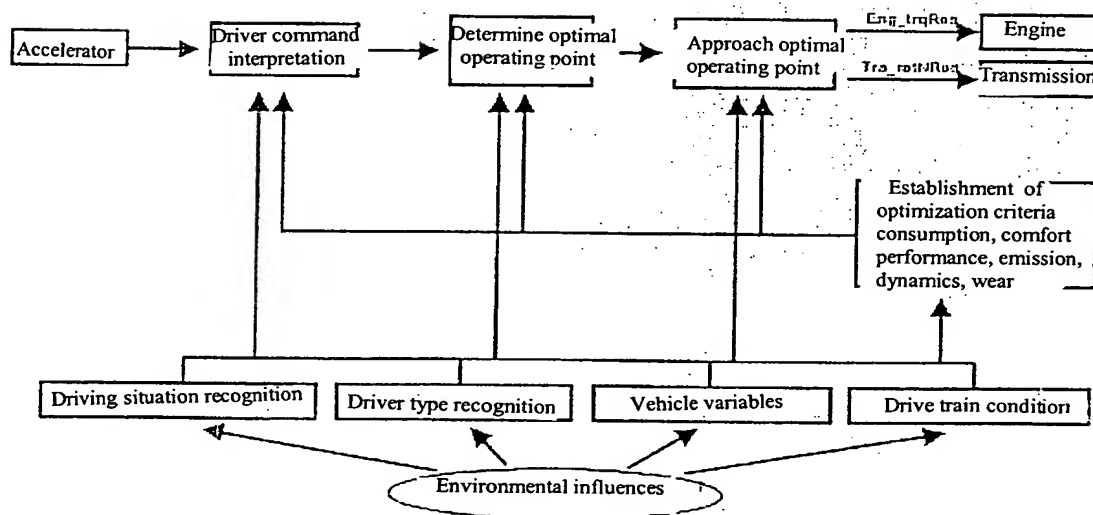 Accelerator
Driver command
interpretation
Determine optimal
operating point
Approach optimal
operating point
Engine
Transmission
Establishment of
optimization criteria
consumption, comfort
performance, emission,
dynamics, wear
Driving situation recognition
Driver type recognition
Vehicle variables
Drive train condition
Environmental influences